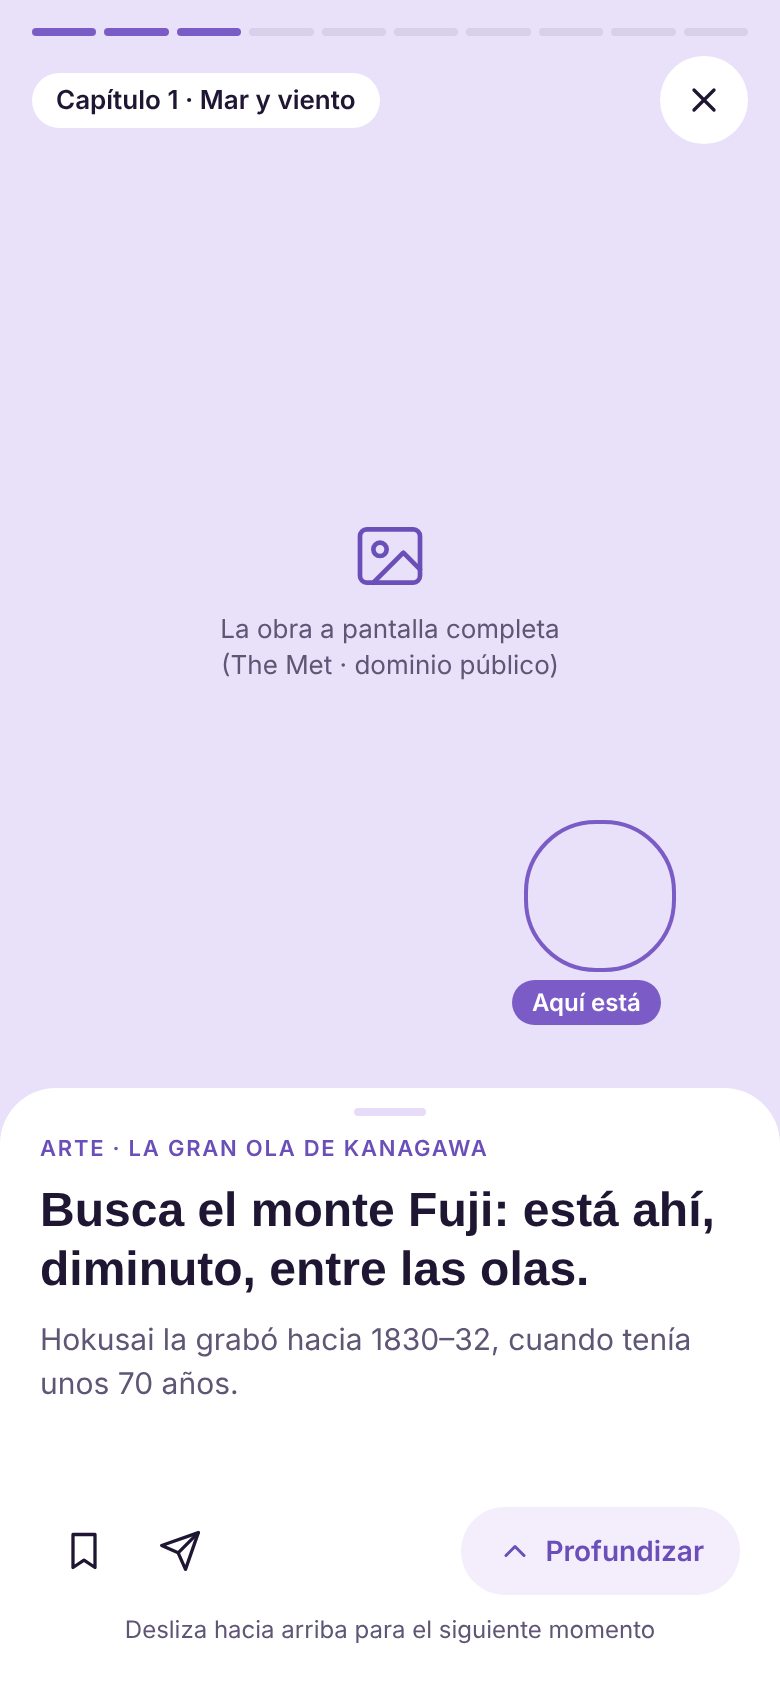 Capítulo 1 · Mar y viento
La obra a pantalla completa
(The Met · dominio público)
Aquí está
ARTE · LA GRAN OLA DE KANAGAWA
Busca el monte Fuji: está ahí,
diminuto, entre las olas.
Hokusai la grabó hacia 1830–32, cuando tenía
unos 70 años.
Profundizar
Desliza hacia arriba para el siguiente momento